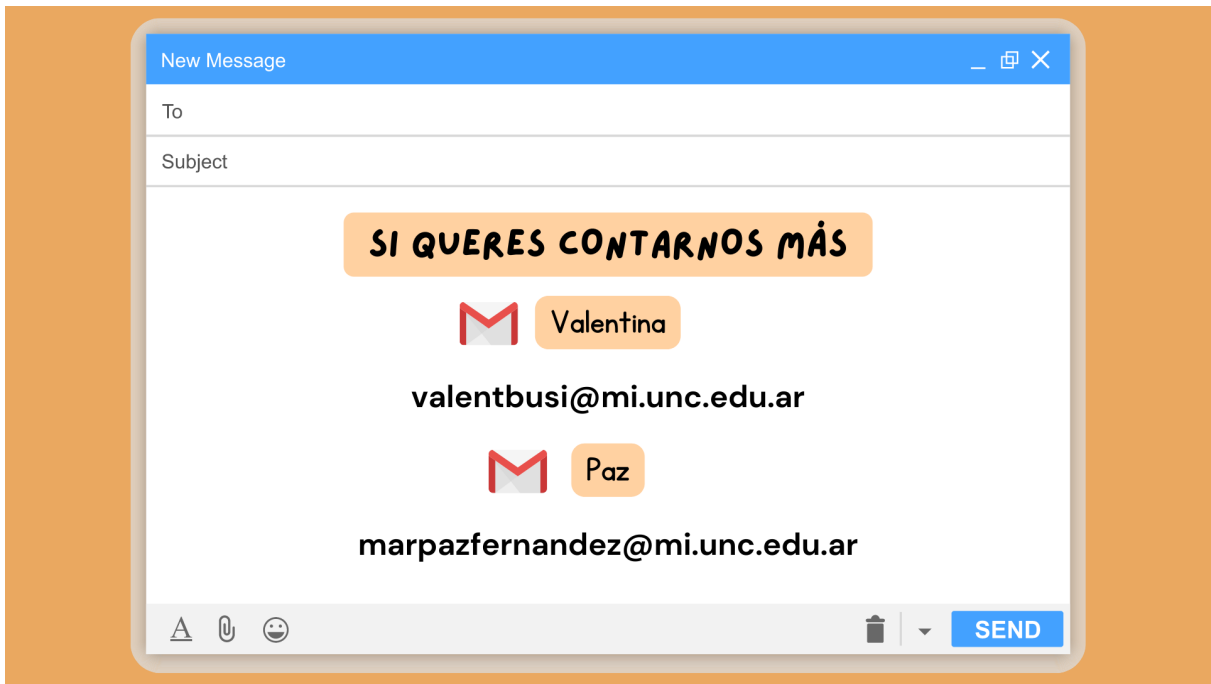 New Message
To
Subject
SI QUERES CONTARNOS MÁS
Valentina
valentbusi@mi.unc.edu.ar
Paz
marpazfernandez@mi.unc.edu.ar
A
SEND